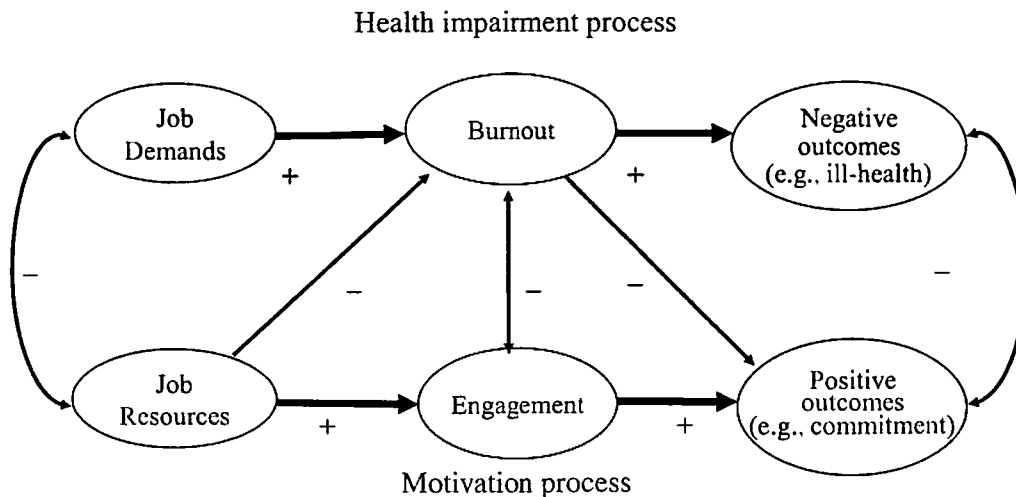 Health impairment process
Job
Demands
+
Burnout
+
Negative
outcomes
(e.g., ill-health)
–
–
–
–
–
Job
Resources
+
Engagement
+
Positive
outcomes
(e.g., commitment)
Motivation process